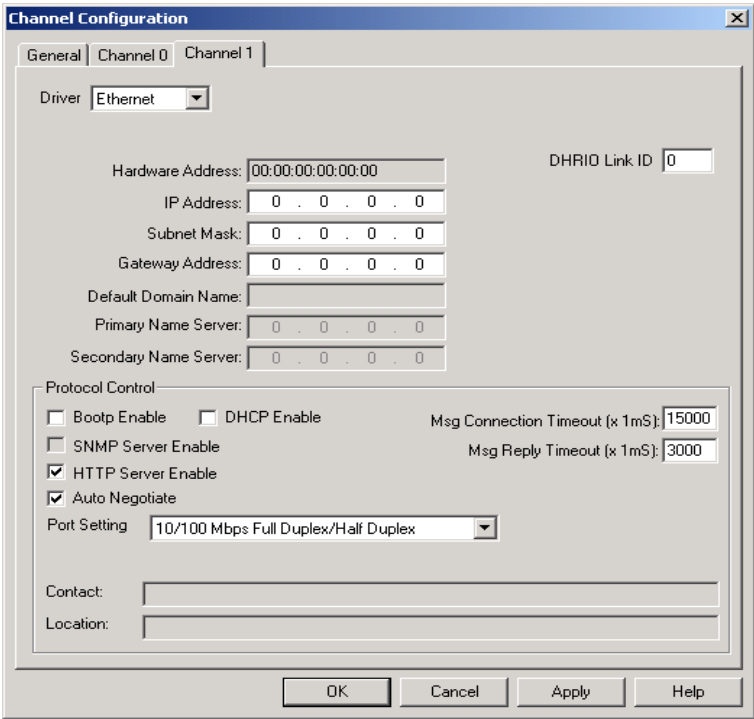 Channel Configuration
General Channel 0 Channel 1
Driver Ethernet
DHRIO Link ID 0
Hardware Address: 00:00:00:00:00:00
IP Address: 0 . 0 . 0 . 0
Subnet Mask: 0 . 0 . 0 . 0
Gateway Address: 0 . 0 . 0 . 0
Default Domain Name:
Primary Name Server: 0 . 0 . 0 . 0
Secondary Name Server: 0 . 0 . 0 . 0
Protocol Control
Bootp Enable DHCP Enable Msg Connection Timeout (x 1mS): 15000
SNMP Server Enable Msg Reply Timeout (x 1mS): 3000
HTTP Server Enable
Auto Negotiate
Port Setting 10/100 Mbps Full Duplex/Half Duplex
Contact:
Location:
OK Cancel Apply Help